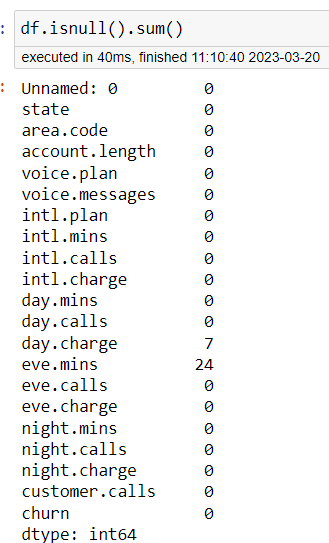 : df.isnull().sum()
executed in 40ms, finished 11:10:40 2023-03-20
: Unnamed: 0 0
state 0
area.code 0
account.length 0
voice.plan 0
voice.messages 0
intl.plan 0
intl.mins 0
intl.calls 0
intl.charge 0
day.mins 0
day.calls 0
day.charge 7
eve.mins 24
eve.calls 0
eve.charge 0
night.mins 0
night.calls 0
night.charge 0
customer.calls 0
churn 0
dtype: int64